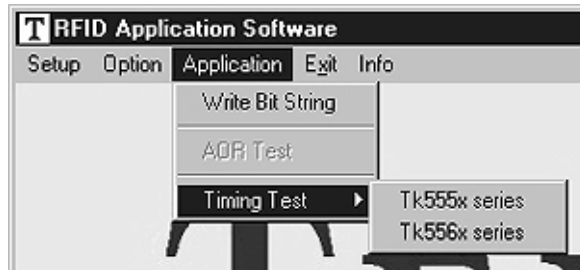 T RFID Application Software
Setup Option Application Exit Info
Write Bit String
AOR Test
Timing Test
Tk555x series
Tk556x series